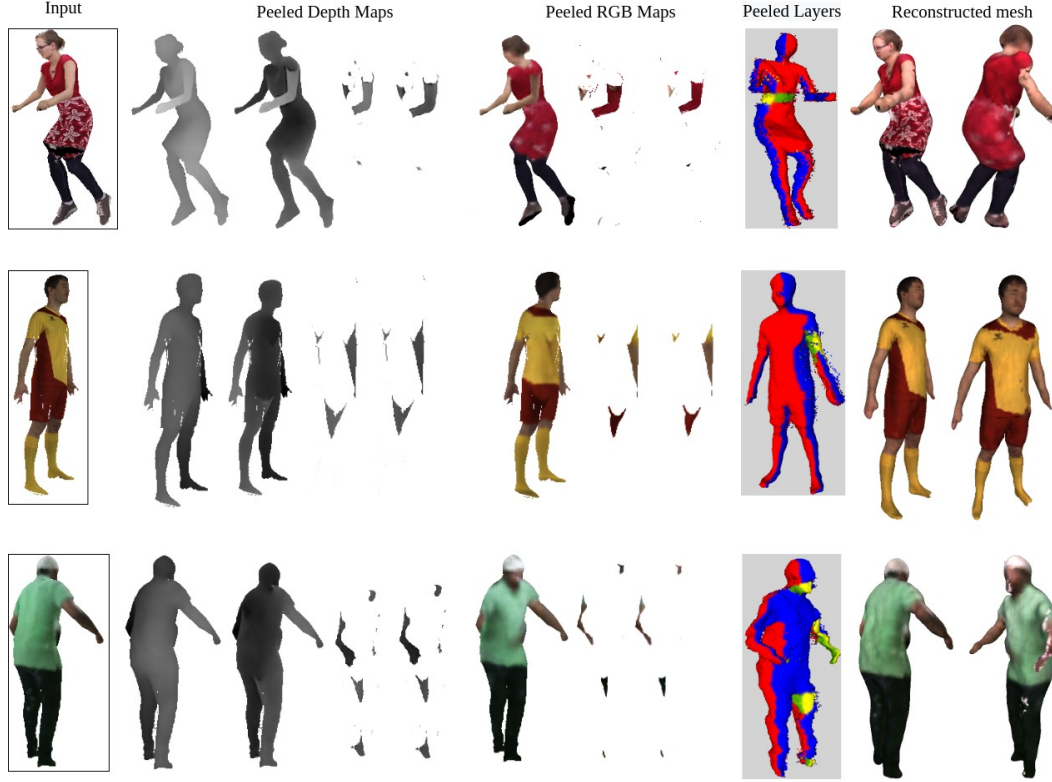 Input
Peeled Depth Maps
Peeled RGB Maps
Peeled Layers
Reconstructed mesh